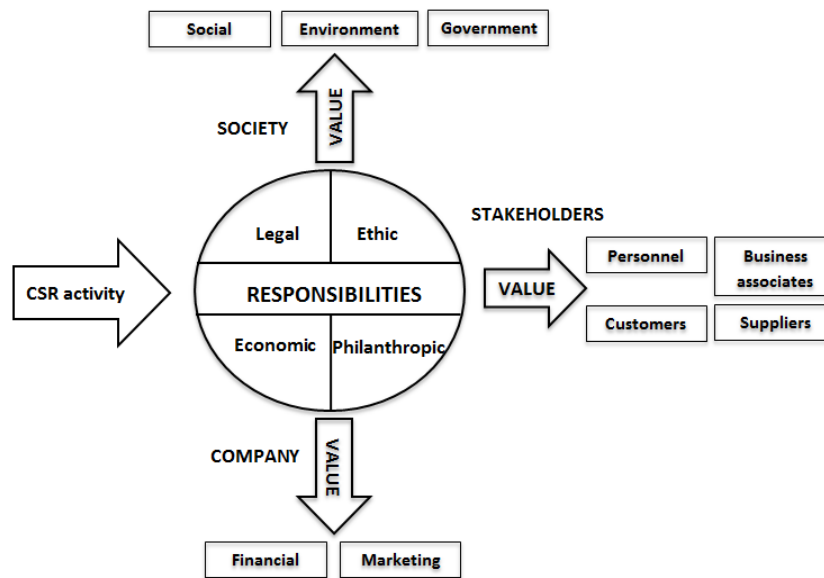 Social
Environment
Government
VALUE
SOCIETY
STAKEHOLDERS
Legal
Ethic
Personnel
Business
associates
CSR activity
RESPONSIBILITIES
VALUE
Customers
Suppliers
Economic
Philanthropic
COMPANY
VALUE
Financial
Marketing